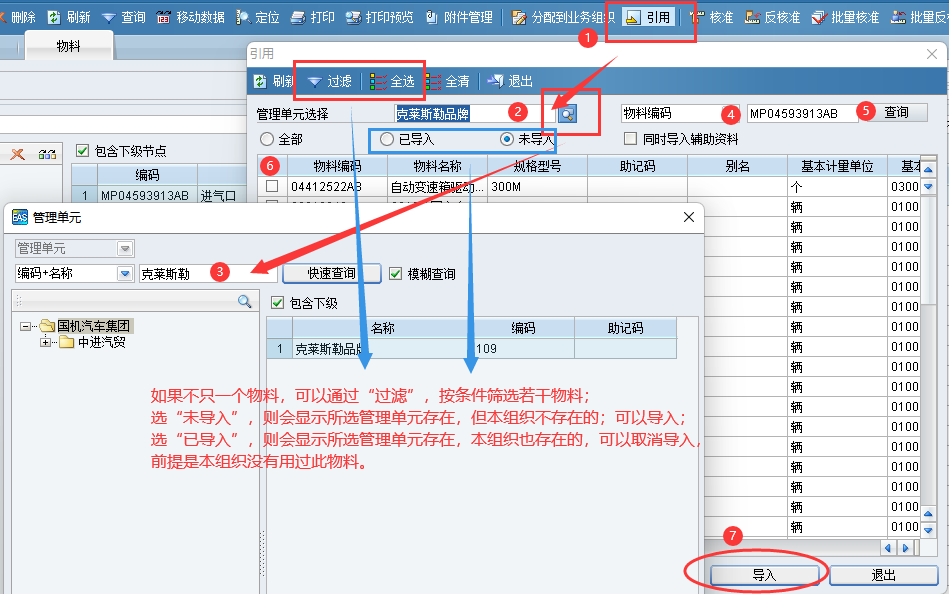 删除 刷新 查询 移动数据 定位 打印 打印预览 附件管理 分配到业务组织 引用 核准 反核准 批量核准 批量反
1
物料
引用
刷新 过滤 全选 全清 退出
管理单元选择 克莱斯勒品牌 2 物料编码 4 MP04593913AB 5 查询
全部 已导入 未导入 同时导入辅助资料
包含下级节点
6 物料编码 物料名称 规格型号 助记码 别名 基本计量单位 基本
编码
04412522AB 自动变速箱驱动... 300M 个 0300
1 MP04593913AB 进气口
辆 0100
EAS 管理单元
辆 0100
管理单元
辆 0100
编码+名称 克莱斯勒 3 快速查询 模糊查询
辆 0100
包含下级
辆 0100
名称 编码 助记码
国机汽车集团
辆 0100
中进汽贸
1 克莱斯勒品牌 109
辆 0100
辆 0100
辆 0100
如果不只一个物料，可以通过“过滤”，按条件筛选若干物料；
辆 0100
选“未导入”，则会显示所选管理单元存在，但本组织不存在的；可以导入；
辆 0100
选“已导入”，则会显示所选管理单元存在，本组织也存在的，可以取消导入，
辆 0100
前提是本组织没有用过此物料。
辆 0100
辆 0100
辆 0100
辆 0100
辆 0100
7
导入 退出